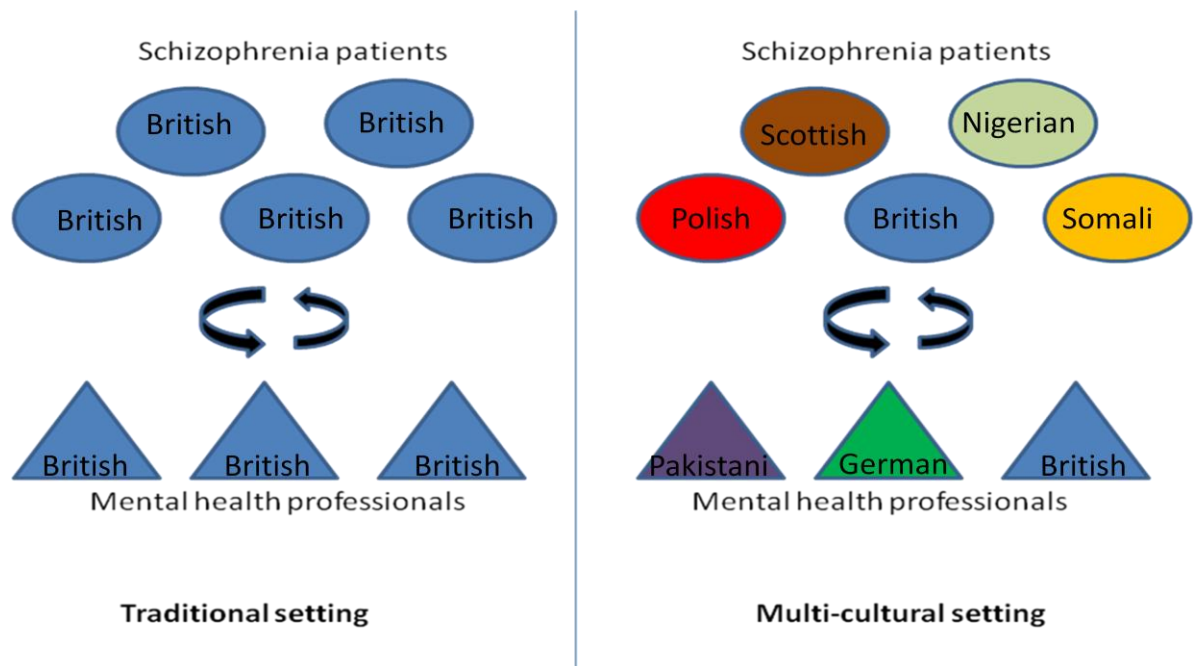 Schizophrenia patients
British
British
British
British
British
British
British
British
Mental health professionals
Traditional setting
Schizophrenia patients
Scottish
Nigerian
Polish
British
Somali
Pakistani
German
British
Mental health professionals
Multi-cultural setting